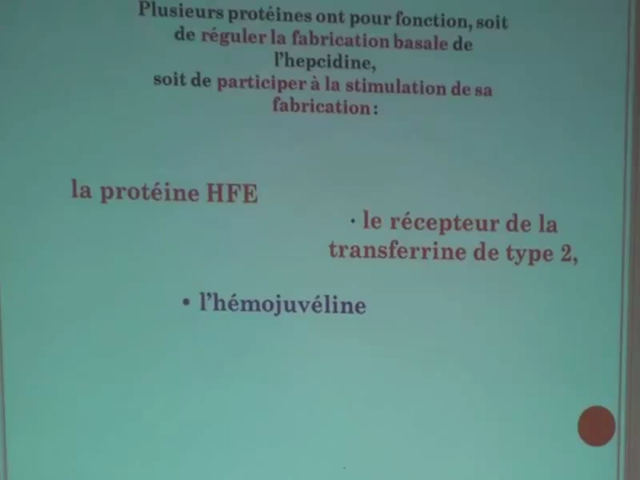 Plusieurs protéines ont pour fonction, soit
de réguler la fabrication basale de
l'hepcidine,
soit de participer à la stimulation de sa
fabrication :
la protéine HFE
• le récepteur de la
transferrine de type 2,
• l'hémojuvéline